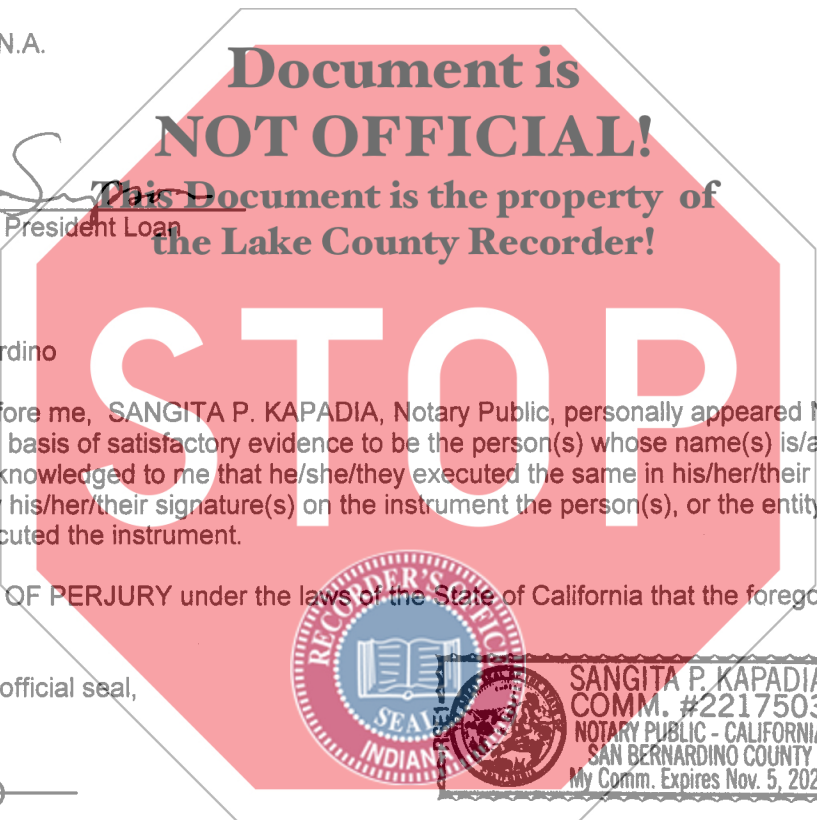 N.A.
Document is
NOT OFFICIAL!
This Document is the property of
President Loan
the Lake County Recorder!
STOP
rdino
fore me, SANGITA P. KAPADIA, Notary Public, personally appeared
basis of satisfactory evidence to be the person(s) whose name(s) is/a
knowledged to me that he/she/they executed the same in his/her/their
his/her/their signature(s) on the instrument the person(s), or the entity
cuted the instrument.
OF PERJURY under the laws of the State of California that the forego
RECORDER'S OFFICE
SEAL
INDIANA
official seal,
SANGITA P. KAPADIA
COMM. #2217503
NOTARY PUBLIC - CALIFORNIA
SAN BERNARDINO COUNTY
My Comm. Expires Nov. 5, 202